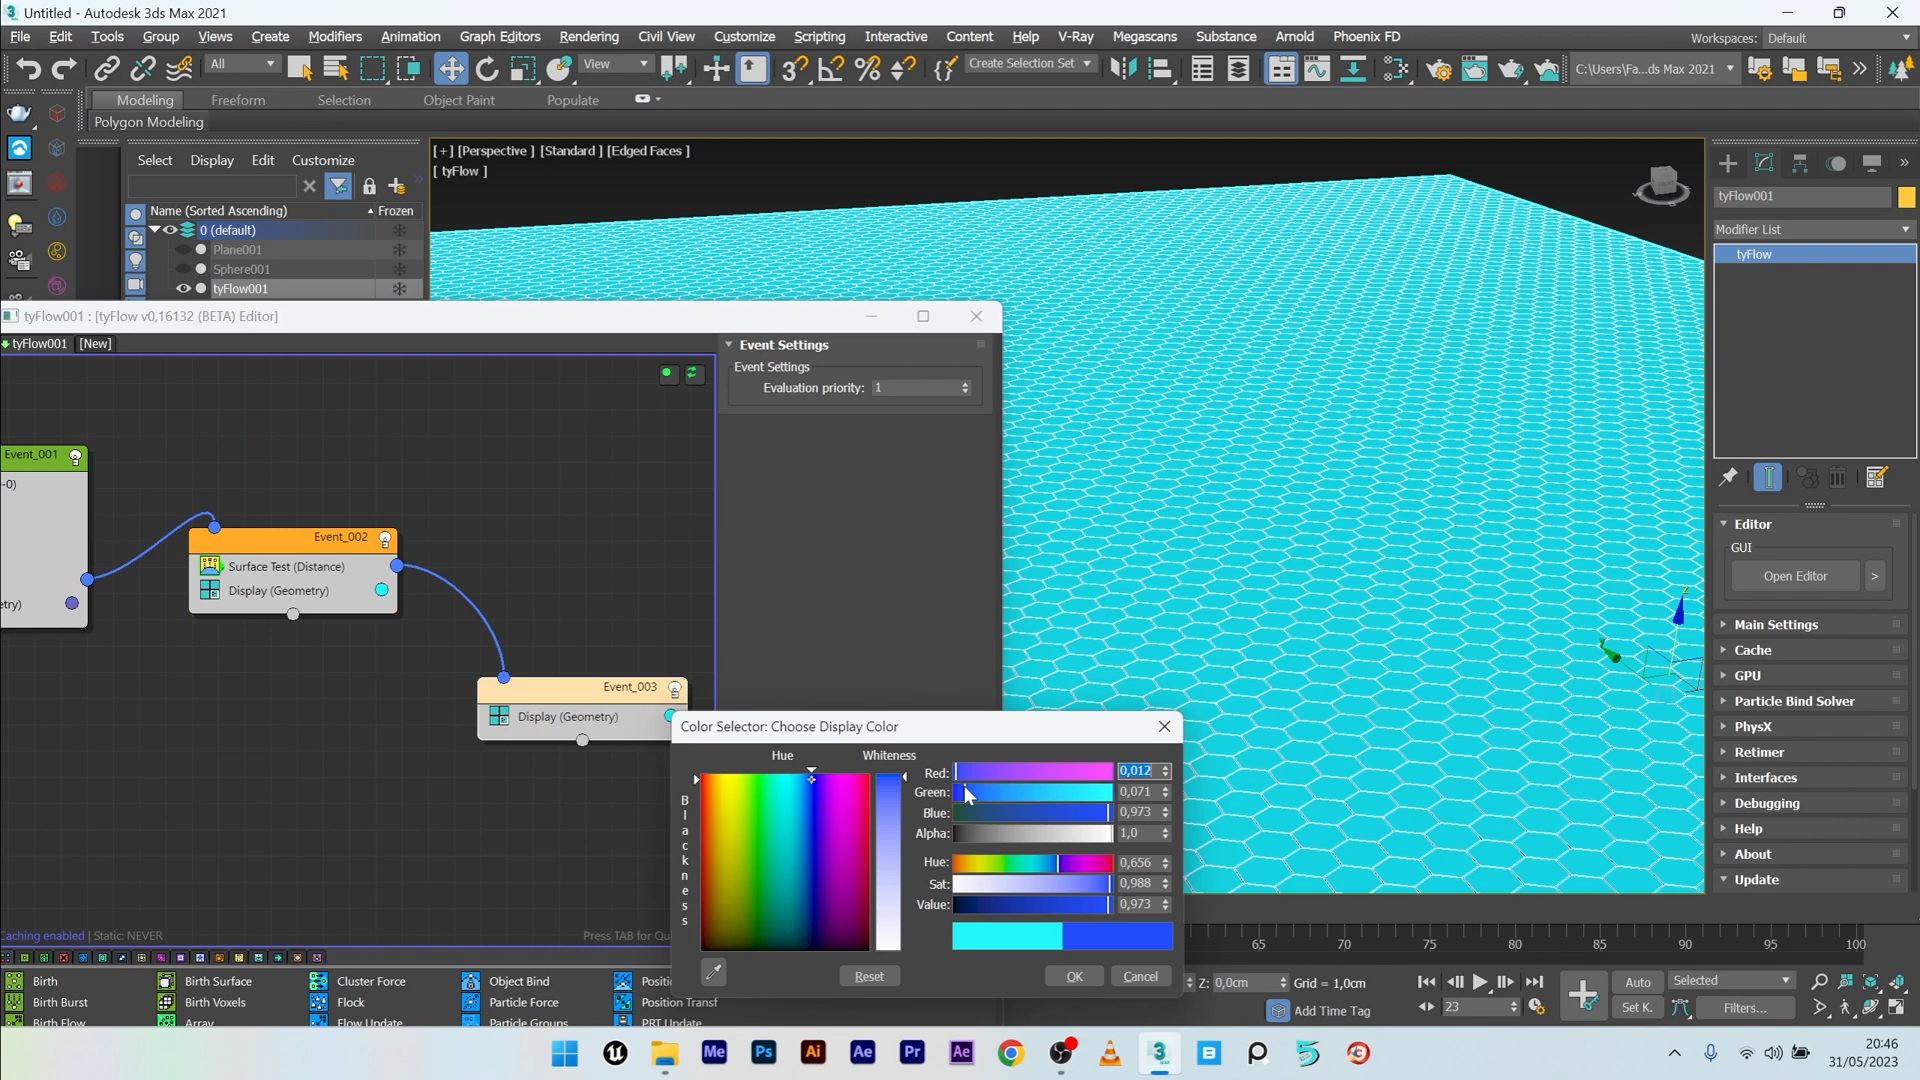 Untitled - Autodesk 3ds Max 2021
File Edit Tools Group Views Create Modifiers Animation Graph Editors Rendering Civil View Customize Scripting Interactive Content Help V-Ray Megascans Substance Arnold Phoenix FD Workspaces: Default
All View Create Selection Set C:\Users\Fa...ds Max 2021
Modeling Freeform Selection Object Paint Populate
Polygon Modeling
Select Display Edit Customize
[+] [Perspective ] [Standard ] [Edged Faces ]
[ tyFlow ]
Name (Sorted Ascending) Frozen
0 (default)
Plane001
Sphere001
tyFlow001
tyFlow001
Modifier List
tyFlow
tyFlow001 : [tyFlow v0,16132 (BETA) Editor]
tyFlow001 [New]
Event Settings
Event Settings
Evaluation priority: 1
Event_001
-0)
etry)
Event_002
Surface Test (Distance)
Display (Geometry)
Event_003
Display (Geometry)
Caching enabled | Static: NEVER
Press TAB for Qu
Color Selector: Choose Display Color
Hue Whiteness
Blackness
Red: 0,012
Green: 0,071
Blue: 0,973
Alpha: 1,0
Hue: 0,656
Sat: 0,988
Value: 0,973
Reset OK Cancel
Editor
GUI
Open Editor >
Main Settings
Cache
GPU
Particle Bind Solver
PhysX
Retimer
Interfaces
Debugging
Help
About
Update
65 70 75 80 85 90 95 100
Birth Birth Surface Cluster Force Object Bind Positi
Birth Burst Birth Voxels Flock Particle Force Position Transf
Birth Flow Array Flow Update Particle Groups PRT Update
Z: 0,0cm Grid = 1,0cm
Add Time Tag
Auto Selected
23 Set K. Filters...
Me Ps Ai Ae Pr Ae
20:46
31/05/2023